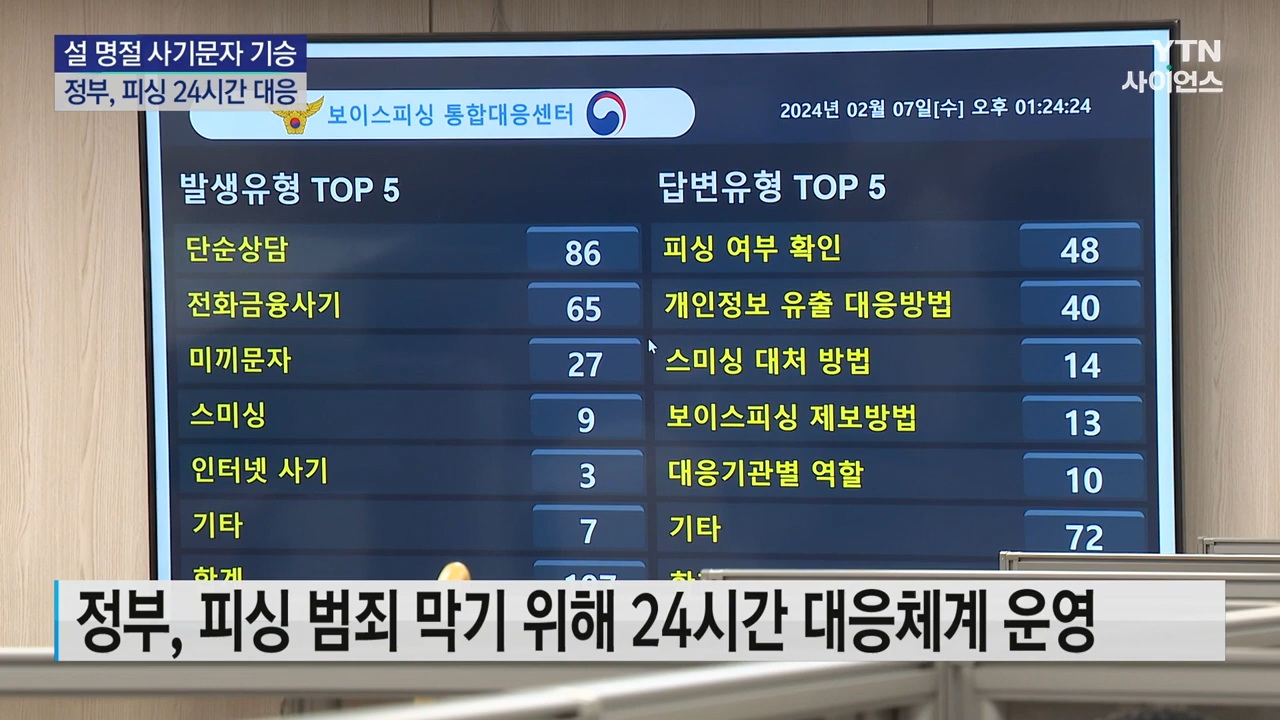 설 명절 사기문자 기승
정부, 피싱 24시간 대응
YTN
사이언스
보이스피싱 통합대응센터
2024년 02월 07일[수] 오후 01:24:24
발생유형 TOP 5
단순상담 86
전화금융사기 65
미끼문자 27
스미싱 9
인터넷 사기 3
기타 7
답변유형 TOP 5
피싱 여부 확인 48
개인정보 유출 대응방법 40
스미싱 대처 방법 14
보이스피싱 제보방법 13
대응기관별 역할 10
기타 72
정부, 피싱 범죄 막기 위해 24시간 대응체계 운영